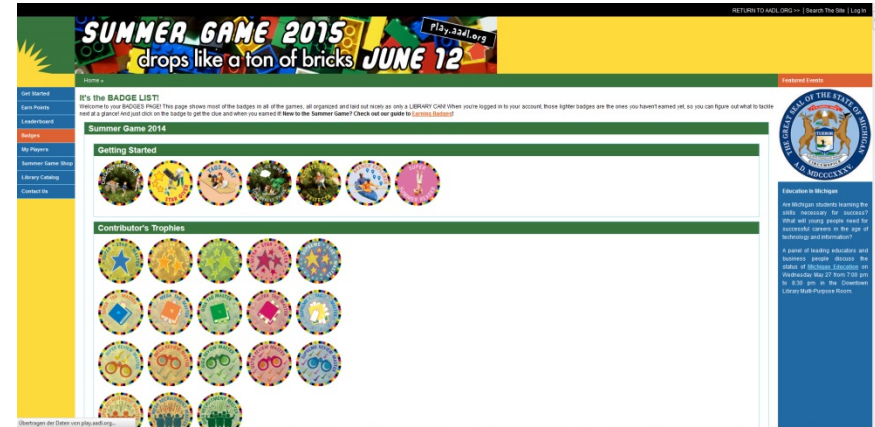 RETURN TO AADL.ORG >> | Search The Site | Log In
SUMMER GAME 2015
Play.aadl.org
drops like a ton of bricks JUNE 12
Home »
Featured Events
Get Started
Earn Points
Leaderboard
Badges
My Players
Summer Game Shop
Library Catalog
Contact Us
It's the BADGE LIST!
Welcome to your BADGES PAGE! This page shows most of the badges in all of the games, all organized and laid out nicely as only a LIBRARY CAN! When you're logged in to your account, those lighter badges are the ones you haven't earned yet, so you can figure out what to tackle
next at a glance! And just click on the badge to get the clue and when you earned it! New to the Summer Game? Check out our guide to Earning Badges!
Summer Game 2014
Getting Started
STAR
Contributor's Trophies
THE GREAT SEAL OF THE STATE OF MICHIGAN
TUEBOR
A.D. MDCCCXXXV.
Education in Michigan
Are Michigan students learning the
skills necessary for success?
What will young people need for
successful careers in the age of
technology and information?
A panel of leading educators and
business people discuss the
status of Michigan Education on
Wednesday May 27 from 7:00 pm
to 8:30 pm in the Downtown
Library Multi-Purpose Room.
Übertragen der Daten von play.aadl.org...